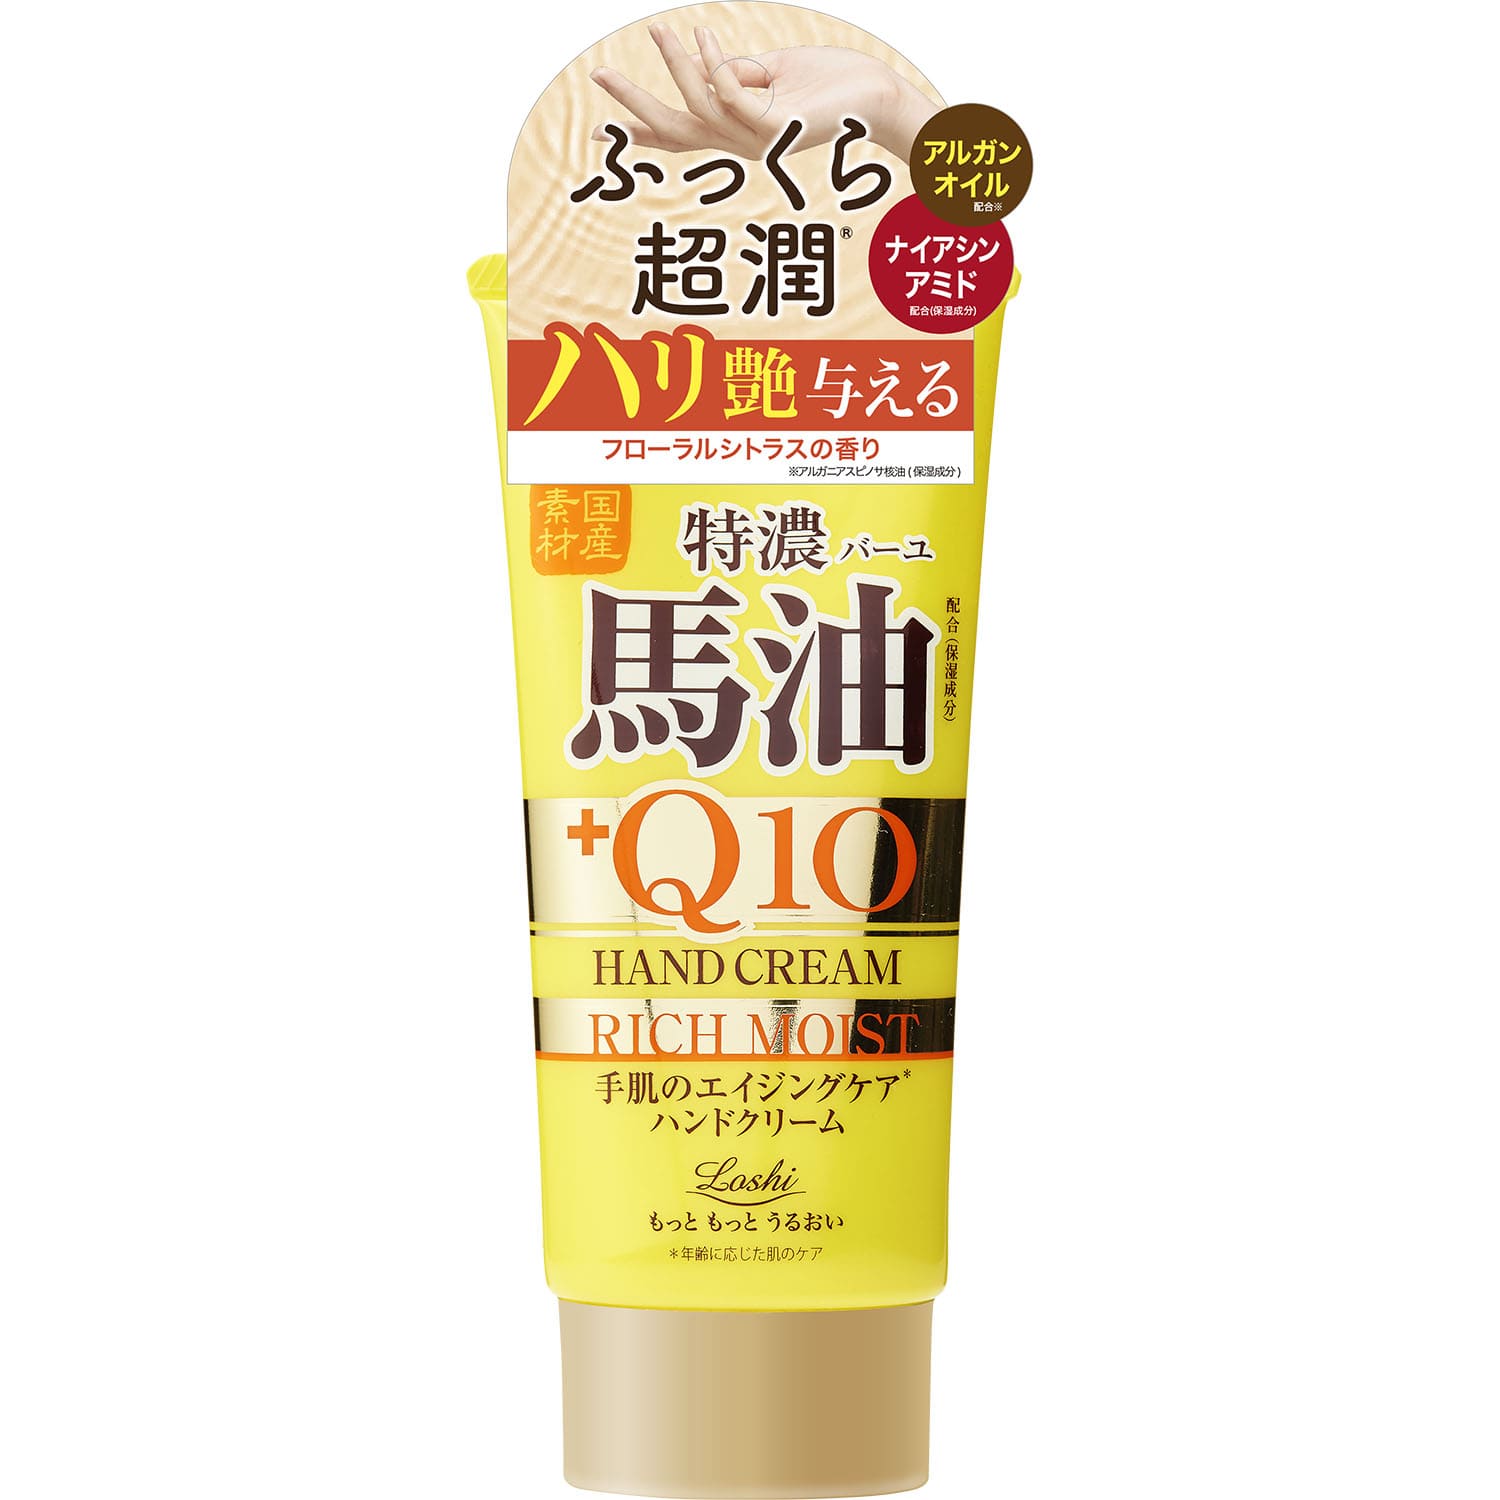 ふっくら
超潤®
アルガン
オイル
配合※
ナイアシン
アミド
配合(保湿成分)
ハリ艶与える
フローラルシトラスの香り
※アルガニアスピノサ核油(保湿成分)
国産
素材
特濃 バーユ
馬油
配合(保湿成分)
+Q10
HAND CREAM
RICH MOIST
手肌のエイジングケア*
ハンドクリーム
Loshi
もっと もっと うるおい
*年齢に応じた肌のケア